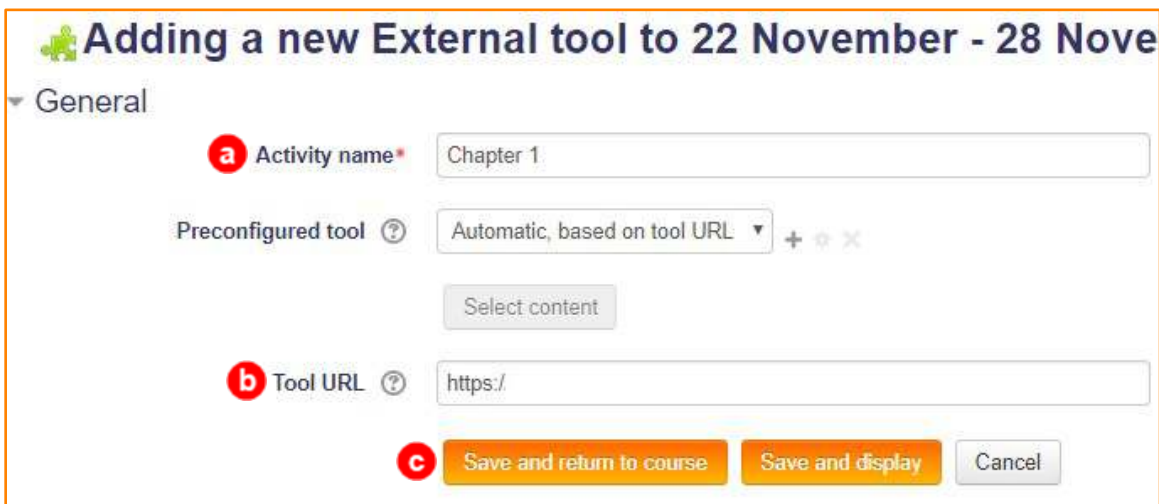 Adding a new External tool to 22 November - 28 Nove
General
a Activity name* Chapter 1
Preconfigured tool ? Automatic, based on tool URL
Select content
b Tool URL ? https:/
c Save and return to course Save and display Cancel